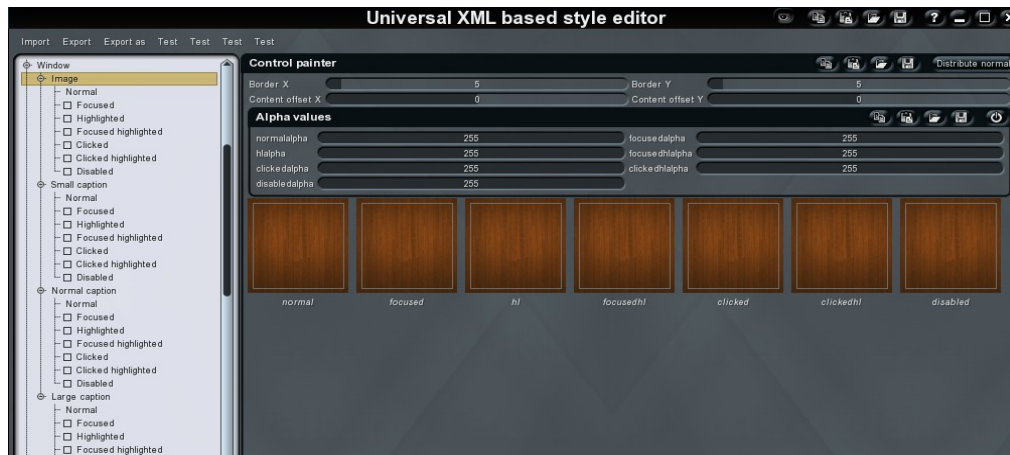 Universal XML based style editor
Import Export Export as Test Test Test Test
Window
Image
Normal
Focused
Highlighted
Focused highlighted
Clicked
Clicked highlighted
Disabled
Small caption
Normal
Focused
Highlighted
Focused highlighted
Clicked
Clicked highlighted
Disabled
Normal caption
Normal
Focused
Highlighted
Focused highlighted
Clicked
Clicked highlighted
Disabled
Large caption
Normal
Focused
Highlighted
Focused highlighted
Control painter
Distribute normal
Border X 5 Border Y 5
Content offset X 0 Content offset Y 0
Alpha values
normalalpha 255 focusedalpha 255
hlalpha 255 focusedhlalpha 255
clickedalpha 255 clickedhlalpha 255
disabledalpha 255
normal focused hl focusedhl clicked clickedhl disabled